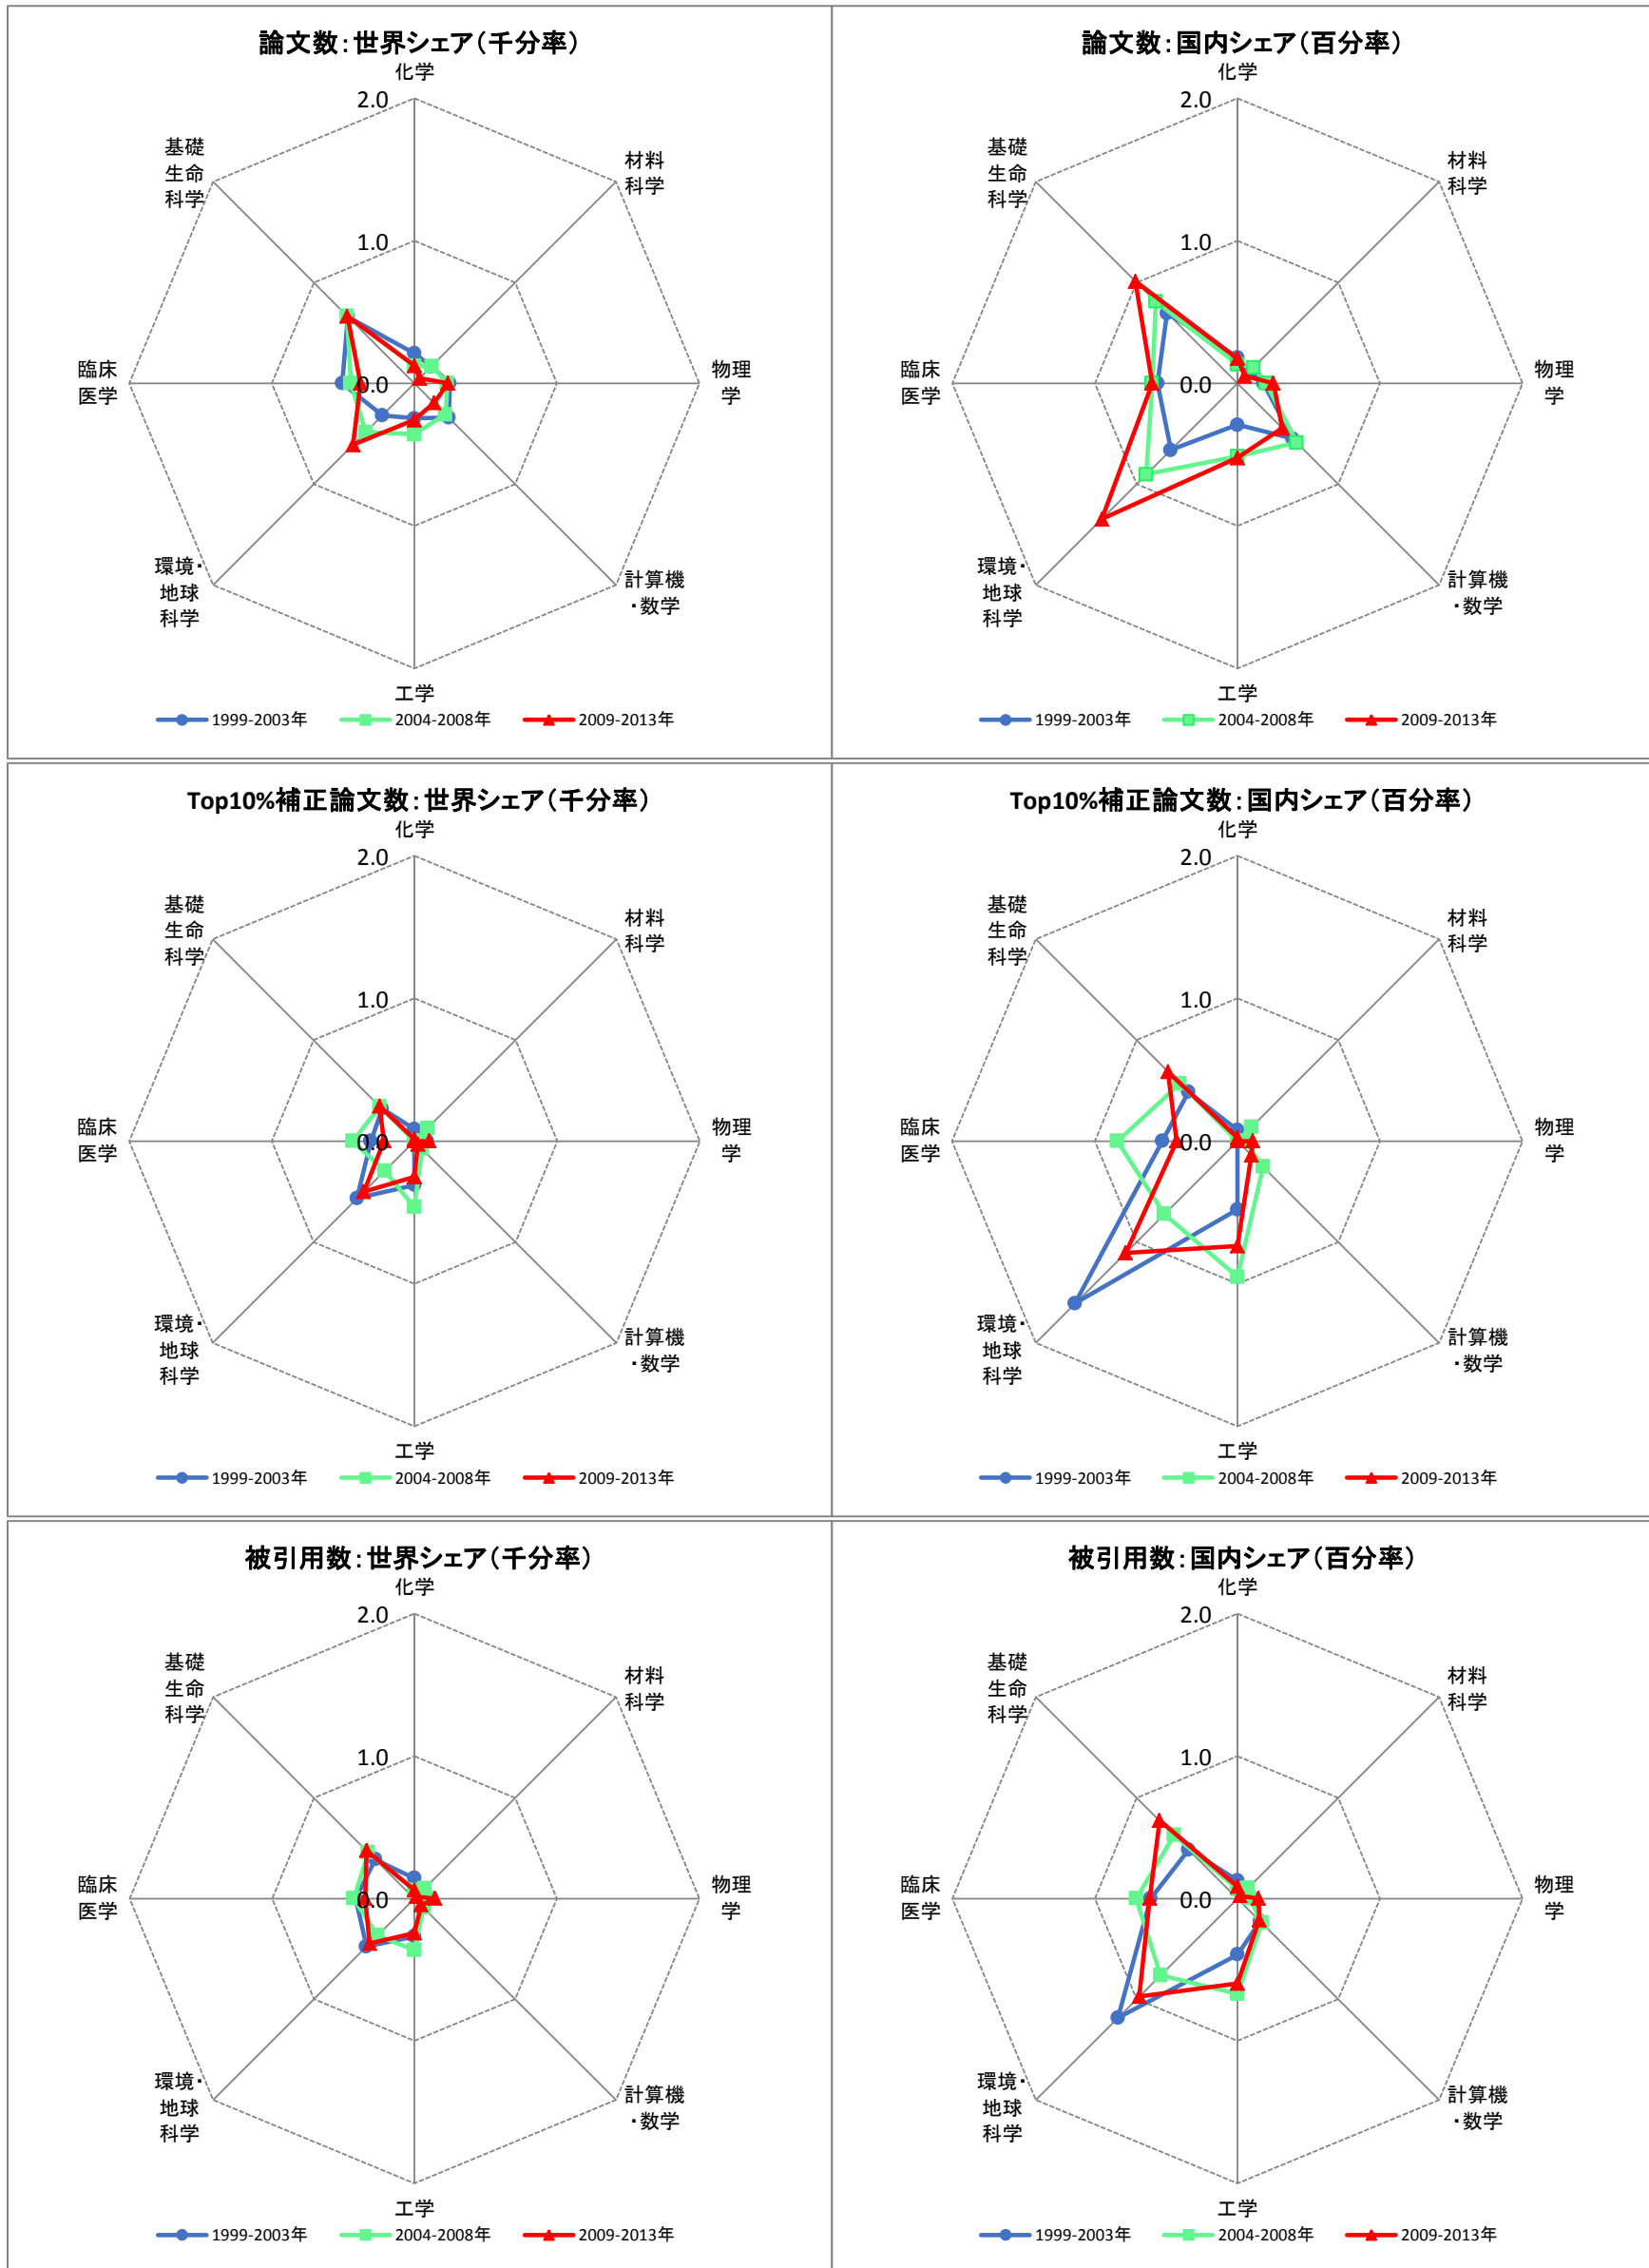 論文数:世界シェア(千分率)
化学
2.0
1.0
0.0
材料
科学
物理
学
計算機
・数学
工学
環境・
地球
科学
臨床
医学
基礎
生命
科学
1999-2003年 2004-2008年 2009-2013年
論文数:国内シェア(百分率)
化学
2.0
1.0
0.0
材料
科学
物理
学
計算機
・数学
工学
環境・
地球
科学
臨床
医学
基礎
生命
科学
1999-2003年 2004-2008年 2009-2013年
Top10%補正論文数:世界シェア(千分率)
化学
2.0
1.0
0.0
材料
科学
物理
学
計算機
・数学
工学
環境・
地球
科学
臨床
医学
基礎
生命
科学
1999-2003年 2004-2008年 2009-2013年
Top10%補正論文数:国内シェア(百分率)
化学
2.0
1.0
0.0
材料
科学
物理
学
計算機
・数学
工学
環境・
地球
科学
臨床
医学
基礎
生命
科学
1999-2003年 2004-2008年 2009-2013年
被引用数:世界シェア(千分率)
化学
2.0
1.0
0.0
材料
科学
物理
学
計算機
・数学
工学
環境・
地球
科学
臨床
医学
基礎
生命
科学
1999-2003年 2004-2008年 2009-2013年
被引用数:国内シェア(百分率)
化学
2.0
1.0
0.0
材料
科学
物理
学
計算機
・数学
工学
環境・
地球
科学
臨床
医学
基礎
生命
科学
1999-2003年 2004-2008年 2009-2013年